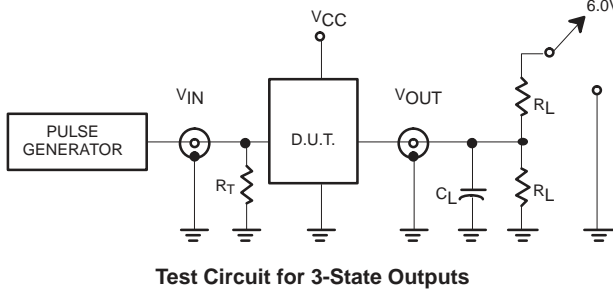 6.0V
VCC
VIN
VOUT
RL
PULSE
GENERATOR
D.U.T.
RT
CL
RL
Test Circuit for 3-State Outputs